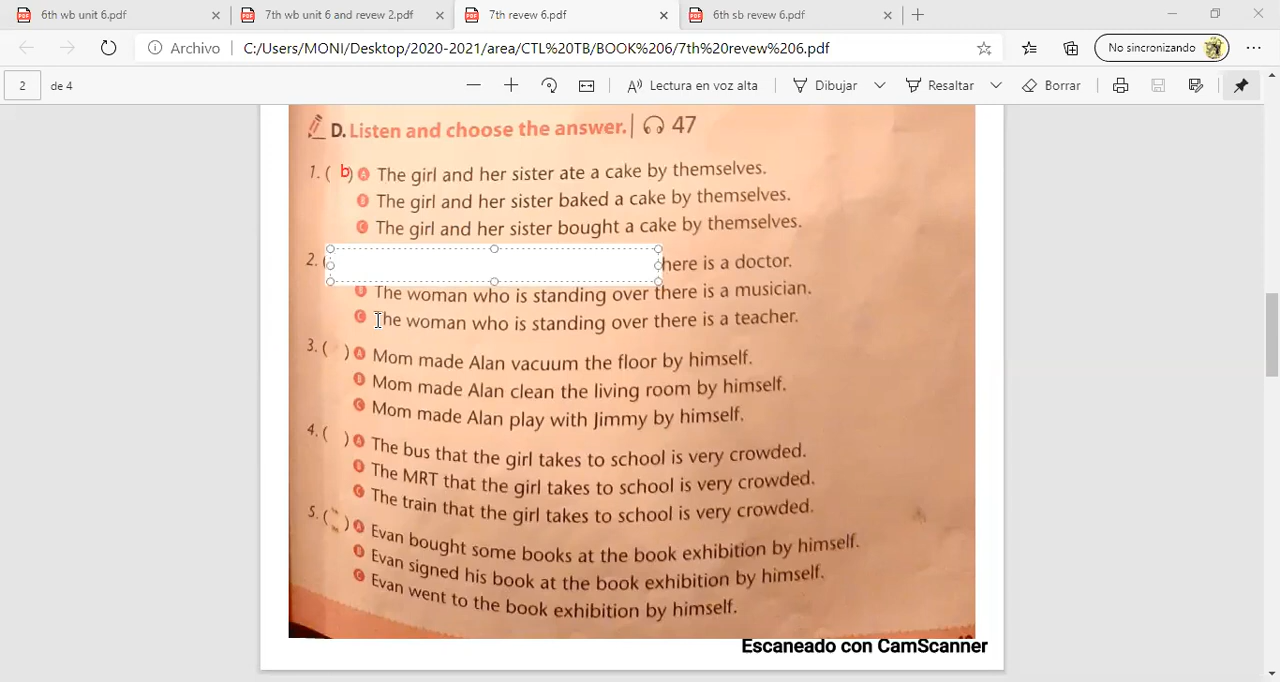 6th wb unit 6.pdf
7th wb unit 6 and revew 2.pdf
7th revew 6.pdf
6th sb revew 6.pdf
Archivo
C:/Users/MONI/Desktop/2020-2021/area/CTL%20TB/BOOK%206/7th%20revew%206.pdf
No sincronizando
2 de 4
Lectura en voz alta
Dibujar
Resaltar
Borrar
D. Listen and choose the answer. 47
1. ( b) A The girl and her sister ate a cake by themselves.
B The girl and her sister baked a cake by themselves.
C The girl and her sister bought a cake by themselves.
2. ( here is a doctor.
B The woman who is standing over there is a musician.
C The woman who is standing over there is a teacher.
3. ( ) A Mom made Alan vacuum the floor by himself.
B Mom made Alan clean the living room by himself.
C Mom made Alan play with Jimmy by himself.
4. ( ) A The bus that the girl takes to school is very crowded.
B The MRT that the girl takes to school is very crowded.
C The train that the girl takes to school is very crowded.
5. ( ) A Evan bought some books at the book exhibition by himself.
B Evan signed his book at the book exhibition by himself.
C Evan went to the book exhibition by himself.
Escaneado con CamScanner